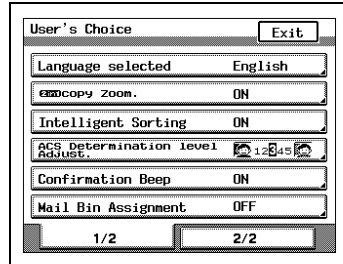 User's Choice
Exit
Language selected English
2in1copy Zoom. ON
Intelligent Sorting ON
ACS Determination level
Adjust. 12345
Confirmation Beep ON
Mail Bin Assignment OFF
1/2 2/2